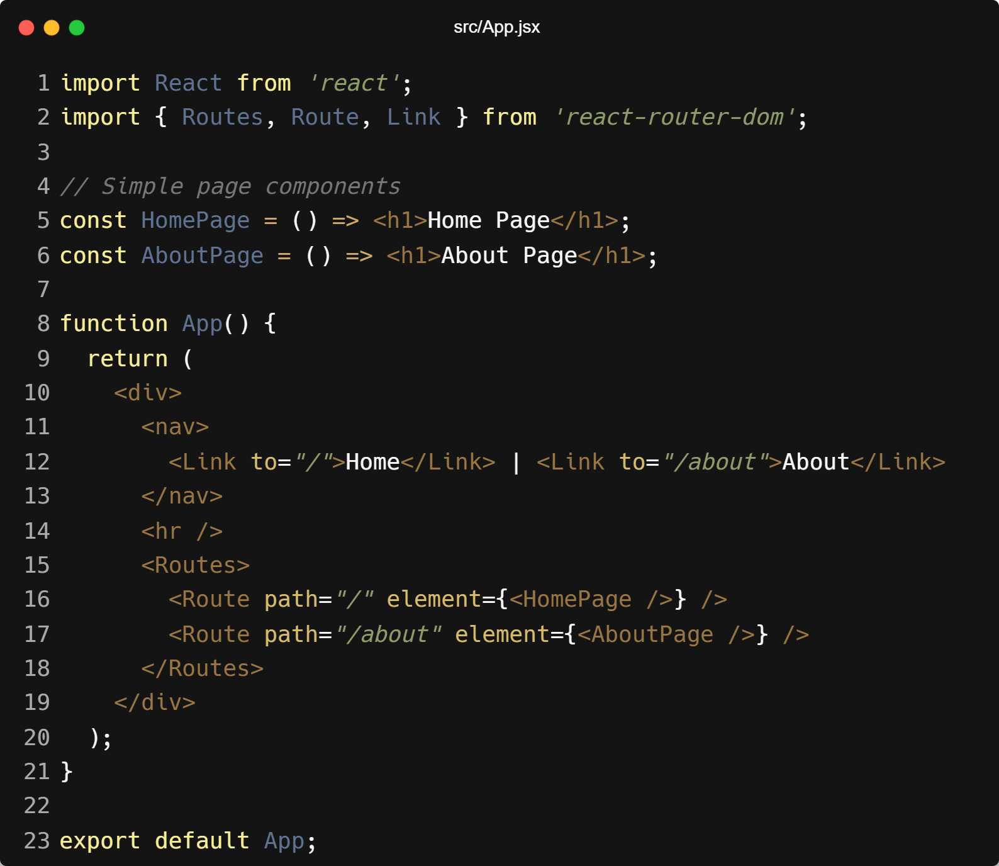 src/App.jsx
1 import React from 'react';
2 import { Routes, Route, Link } from 'react-router-dom';
3
4 // Simple page components
5 const HomePage = () => <h1>Home Page</h1>;
6 const AboutPage = () => <h1>About Page</h1>;
7
8 function App() {
9   return (
10     <div>
11       <nav>
12         <Link to="/">Home</Link> | <Link to="/about">About</Link>
13       </nav>
14       <hr />
15       <Routes>
16         <Route path="/" element={<HomePage />} />
17         <Route path="/about" element={<AboutPage />} />
18       </Routes>
19     </div>
20   );
21 }
22
23 export default App;